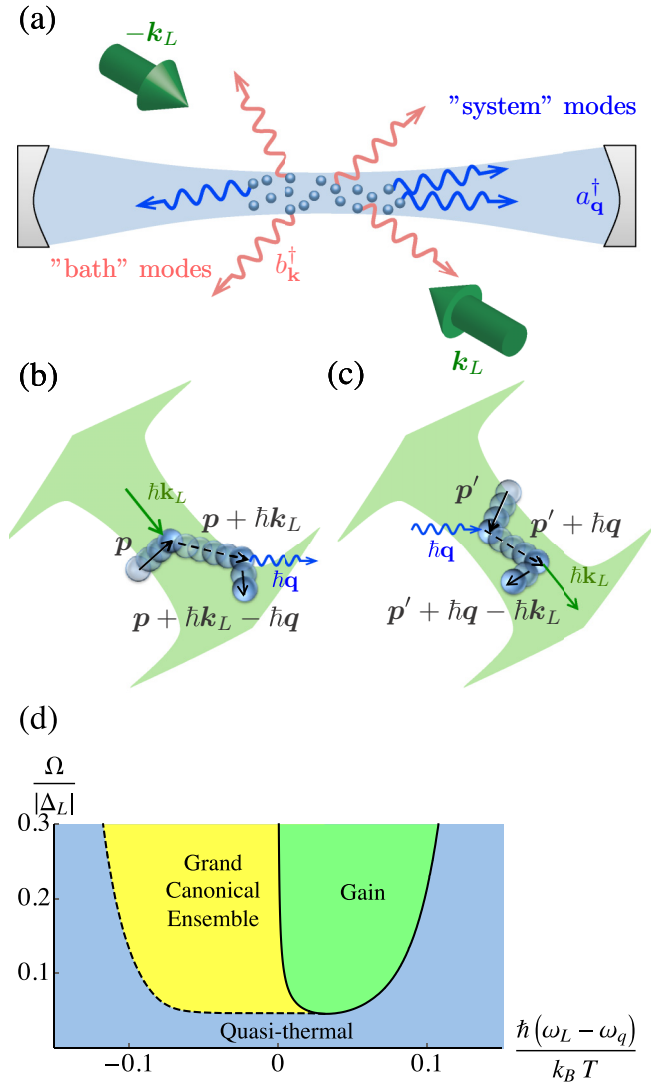 (a)
−k_L
"system" modes
a†_q
"bath" modes
b†_k
k_L
(b)
(c)
ħk_L
p
p + ħk_L
ħq
p + ħk_L − ħq
p′
p′ + ħq
ħq
ħk_L
p′ + ħq − ħk_L
(d)
Ω
|Δ_L|
0.3
0.2
0.1
Grand
Canonical
Ensemble
Gain
Quasi-thermal
−0.1
0
0.1
ħ (ω_L − ω_q)
k_B T